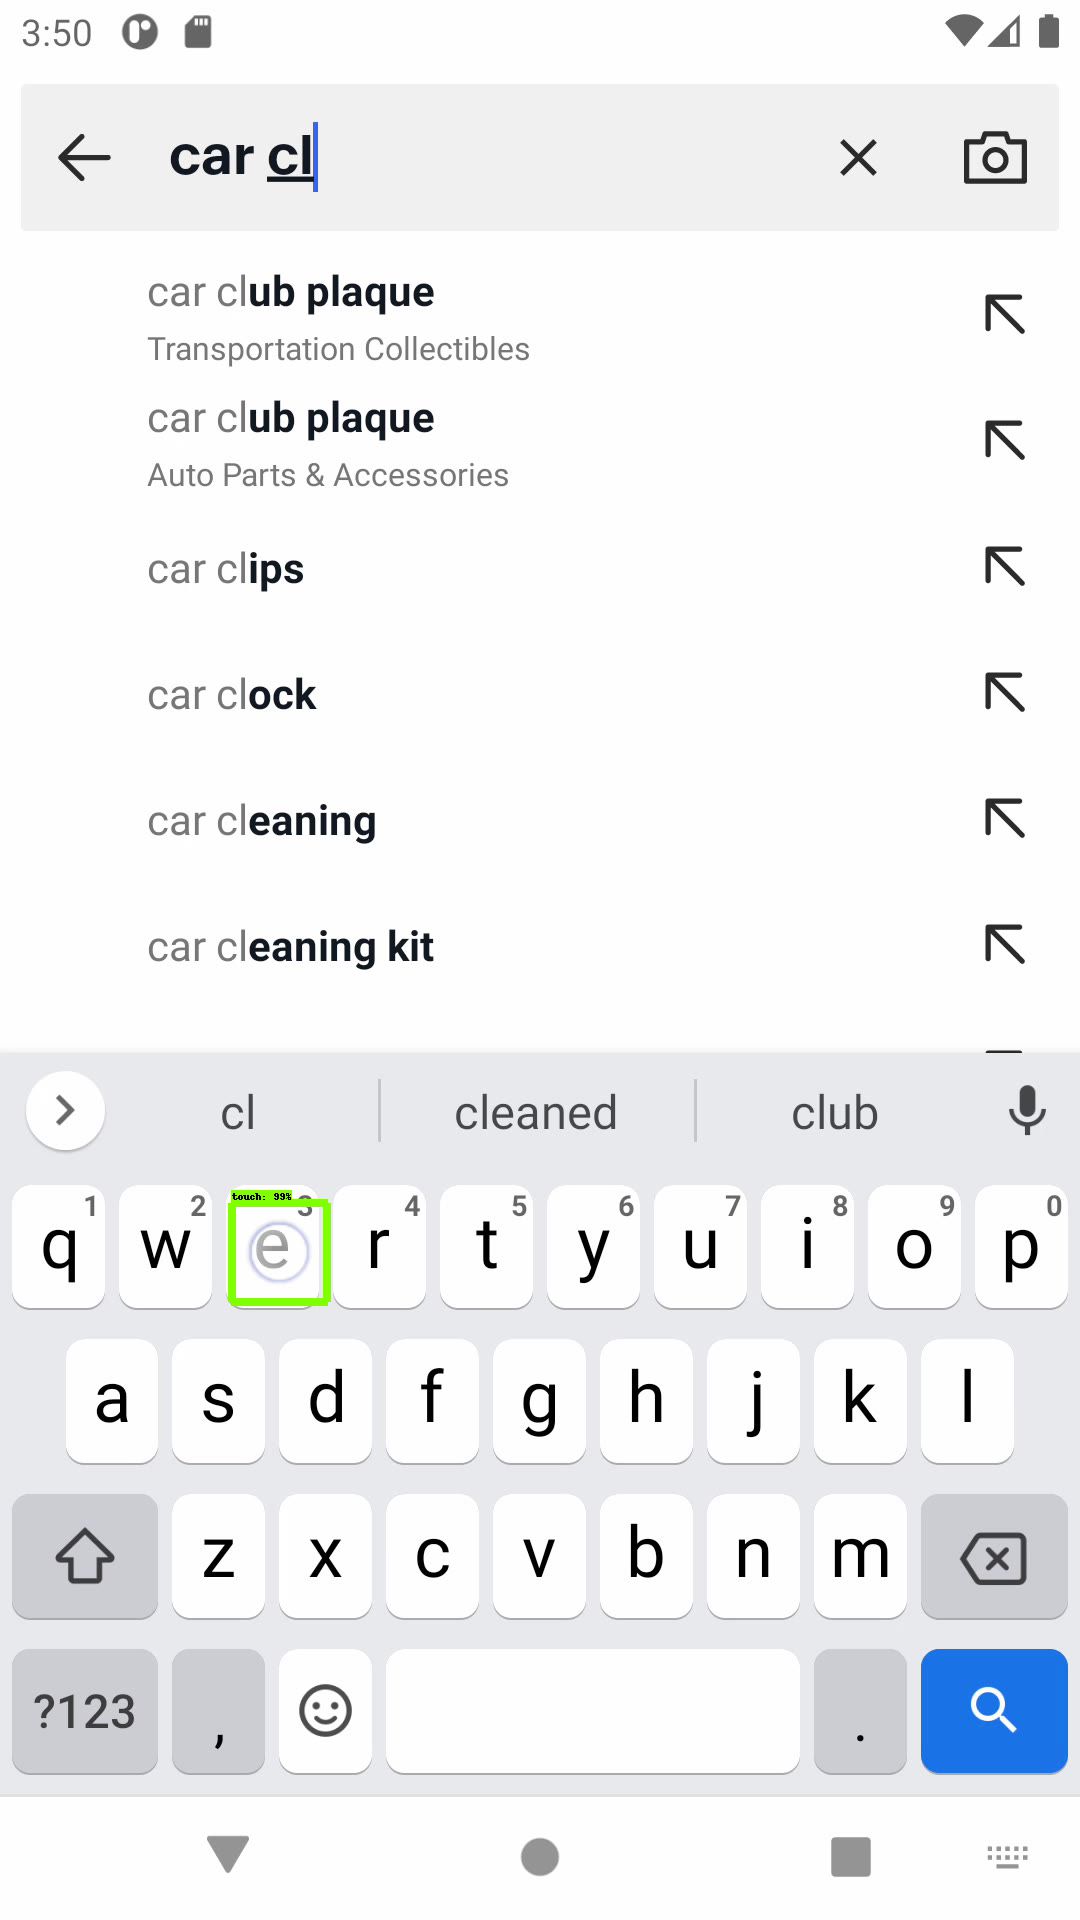 3:50
car cl
car club plaque
Transportation Collectibles
car club plaque
Auto Parts & Accessories
car clips
car clock
car cleaning
car cleaning kit
cl cleaned club
touch: 99%
1 2 3 4 5 6 7 8 9 0
q w e r t y u i o p
a s d f g h j k l
z x c v b n m
?123 , .